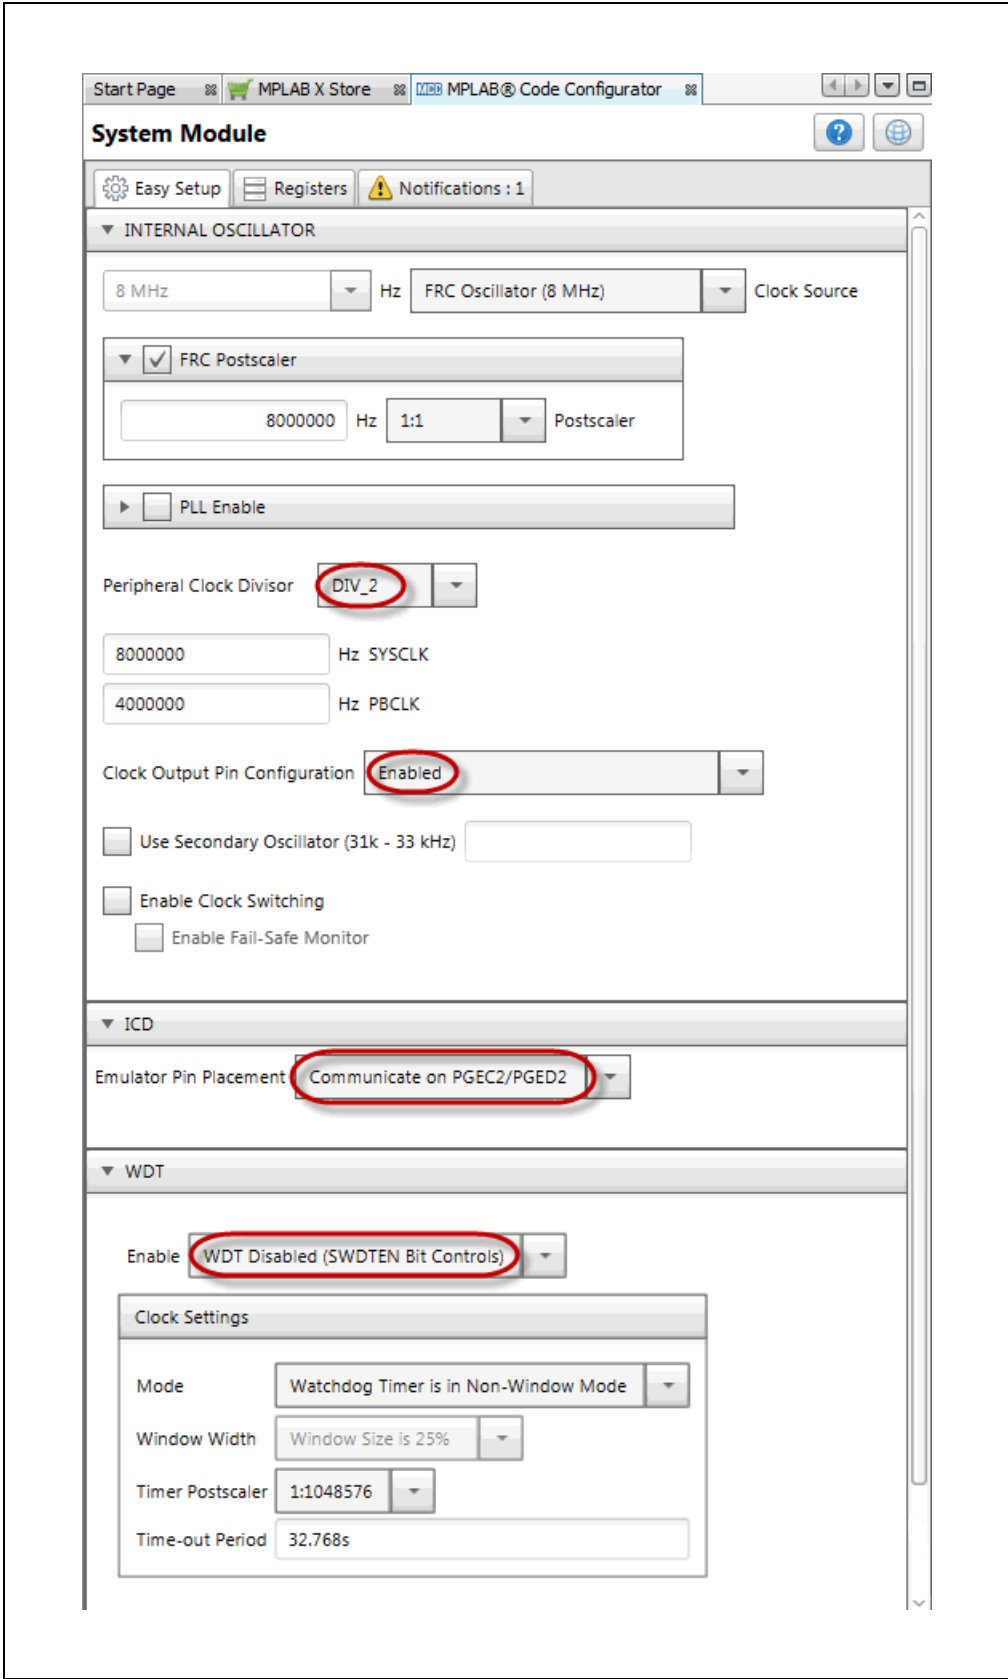 Start Page MPLAB X Store MPLAB® Code Configurator
System Module
Easy Setup Registers Notifications : 1
INTERNAL OSCILLATOR
8 MHz Hz FRC Oscillator (8 MHz) Clock Source
FRC Postscaler
8000000 Hz 1:1 Postscaler
PLL Enable
Peripheral Clock Divisor DIV_2
8000000 Hz SYSCLK
4000000 Hz PBCLK
Clock Output Pin Configuration Enabled
Use Secondary Oscillator (31k - 33 kHz)
Enable Clock Switching
Enable Fail-Safe Monitor
ICD
Emulator Pin Placement Communicate on PGEC2/PGED2
WDT
Enable WDT Disabled (SWDTEN Bit Controls)
Clock Settings
Mode Watchdog Timer is in Non-Window Mode
Window Width Window Size is 25%
Timer Postscaler 1:1048576
Time-out Period 32.768s